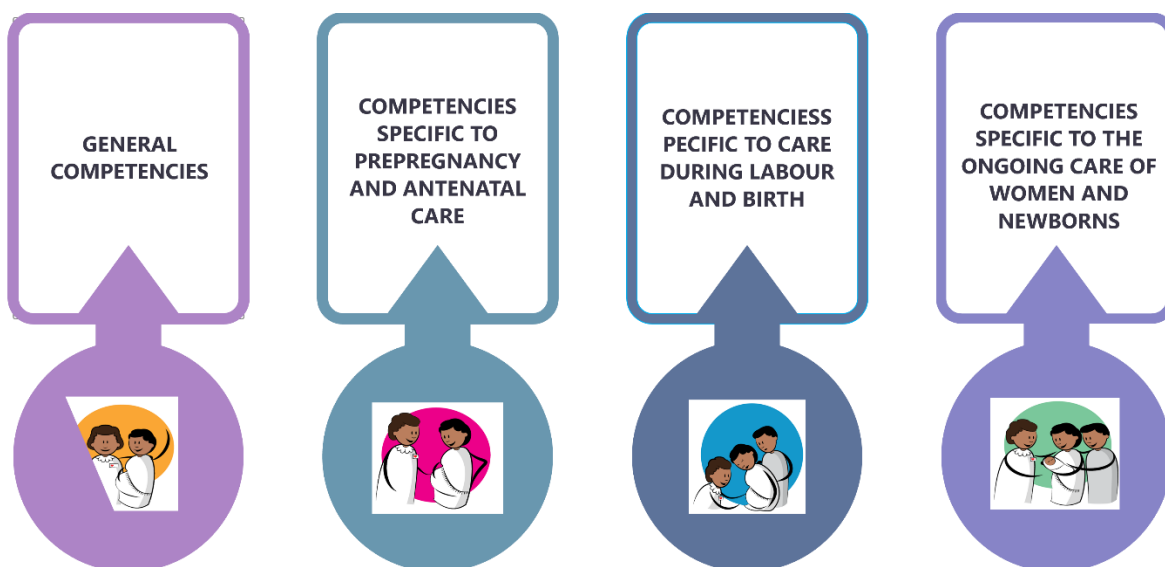 GENERAL
COMPETENCIES
COMPETENCIES
SPECIFIC TO
PREPREGNANCY
AND ANTENATAL
CARE
COMPETENCIESS
PECIFIC TO CARE
DURING LABOUR
AND BIRTH
COMPETENCIES
SPECIFIC TO THE
ONGOING CARE OF
WOMEN AND
NEWBORNS